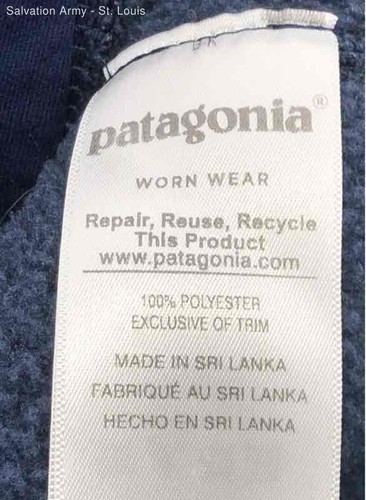 Salvation Army - St. Louis
patagonia®
WORN WEAR
Repair, Reuse, Recycle
This Product
www.patagonia.com
100% POLYESTER
EXCLUSIVE OF TRIM
MADE IN SRI LANKA
FABRIQUÉ AU SRI LANKA
HECHO EN SRI LANKA